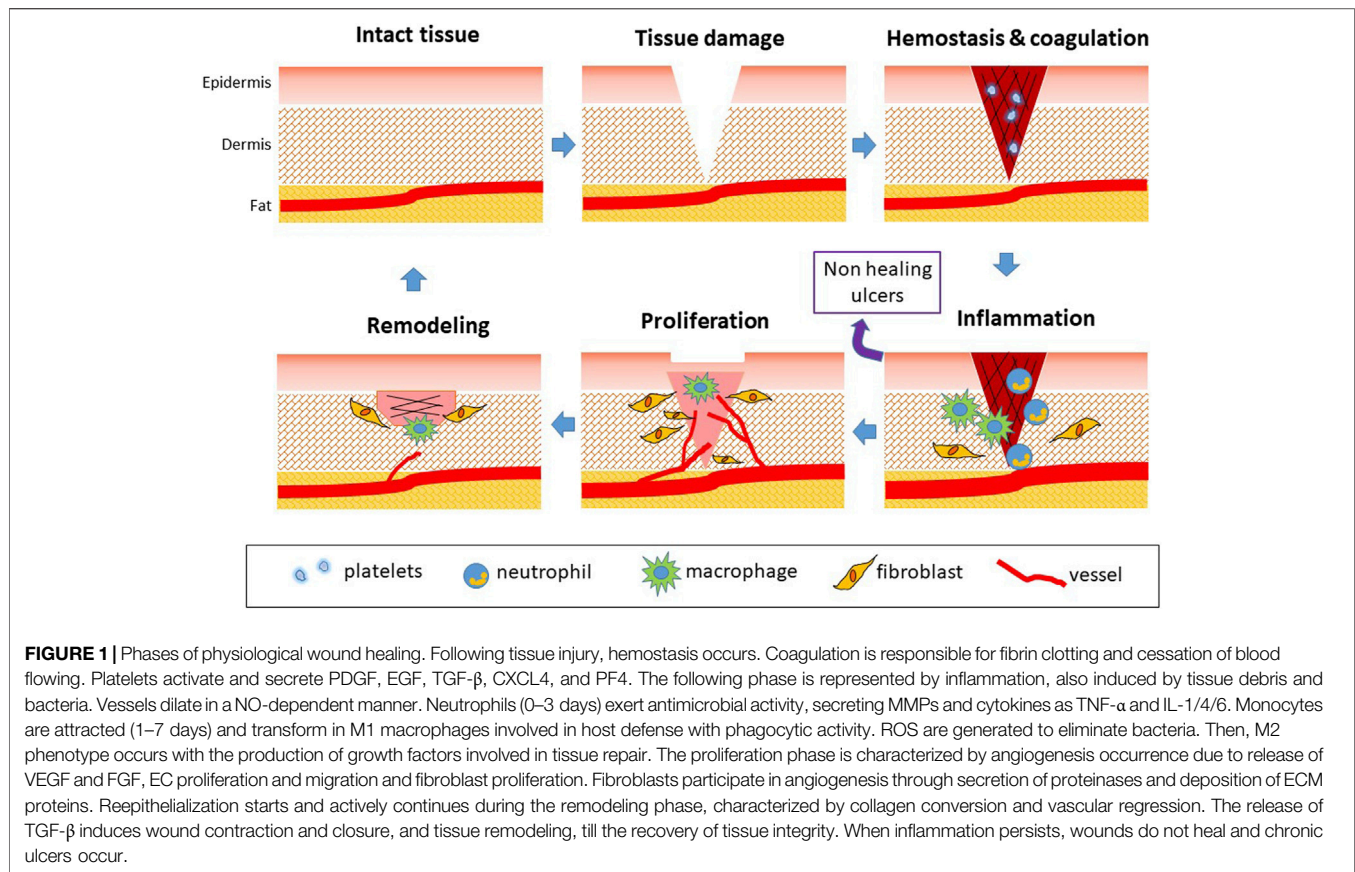 Intact tissue
Tissue damage
Hemostasis & coagulation
Epidermis
Dermis
Fat
Non healing
ulcers
Remodeling
Proliferation
Inflammation
platelets
neutrophil
macrophage
fibroblast
vessel
FIGURE 1 | Phases of physiological wound healing. Following tissue injury, hemostasis occurs. Coagulation is responsible for fibrin clotting and cessation of blood
flowing. Platelets activate and secrete PDGF, EGF, TGF-β, CXCL4, and PF4. The following phase is represented by inflammation, also induced by tissue debris and
bacteria. Vessels dilate in a NO-dependent manner. Neutrophils (0–3 days) exert antimicrobial activity, secreting MMPs and cytokines as TNF-α and IL-1/4/6. Monocytes
are attracted (1–7 days) and transform in M1 macrophages involved in host defense with phagocytic activity. ROS are generated to eliminate bacteria. Then, M2
phenotype occurs with the production of growth factors involved in tissue repair. The proliferation phase is characterized by angiogenesis occurrence due to release of
VEGF and FGF, EC proliferation and migration and fibroblast proliferation. Fibroblasts participate in angiogenesis through secretion of proteinases and deposition of ECM
proteins. Reepithelialization starts and actively continues during the remodeling phase, characterized by collagen conversion and vascular regression. The release of
TGF-β induces wound contraction and closure, and tissue remodeling, till the recovery of tissue integrity. When inflammation persists, wounds do not heal and chronic
ulcers occur.